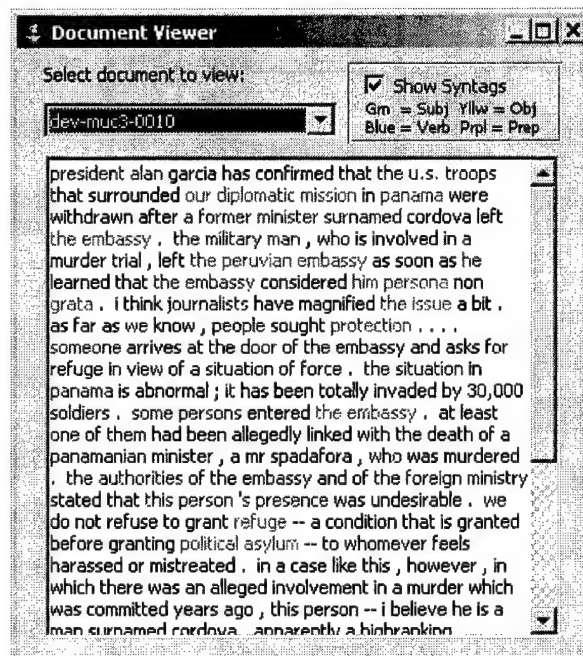 Document Viewer
Select document to view:
dev-muc3-0010
Show Syntags
Grn = Subj Yllw = Obj
Blue = Verb Prpl = Prep
president alan garcia has confirmed that the u.s. troops
that surrounded our diplomatic mission in panama were
withdrawn after a former minister surnamed cordova left
the embassy . the military man , who is involved in a
murder trial , left the peruvian embassy as soon as he
learned that the embassy considered him persona non
grata . i think journalists have magnified the issue a bit .
as far as we know , people sought protection . . . .
someone arrives at the door of the embassy and asks for
refuge in view of a situation of force . the situation in
panama is abnormal ; it has been totally invaded by 30,000
soldiers . some persons entered the embassy . at least
one of them had been allegedly linked with the death of a
panamanian minister , a mr spadafora , who was murdered
. the authorities of the embassy and of the foreign ministry
stated that this person 's presence was undesirable . we
do not refuse to grant refuge -- a condition that is granted
before granting political asylum -- to whomever feels
harassed or mistreated . in a case like this , however , in
which there was an alleged involvement in a murder which
was committed years ago , this person -- i believe he is a
man surnamed cordova , apparently a highranking